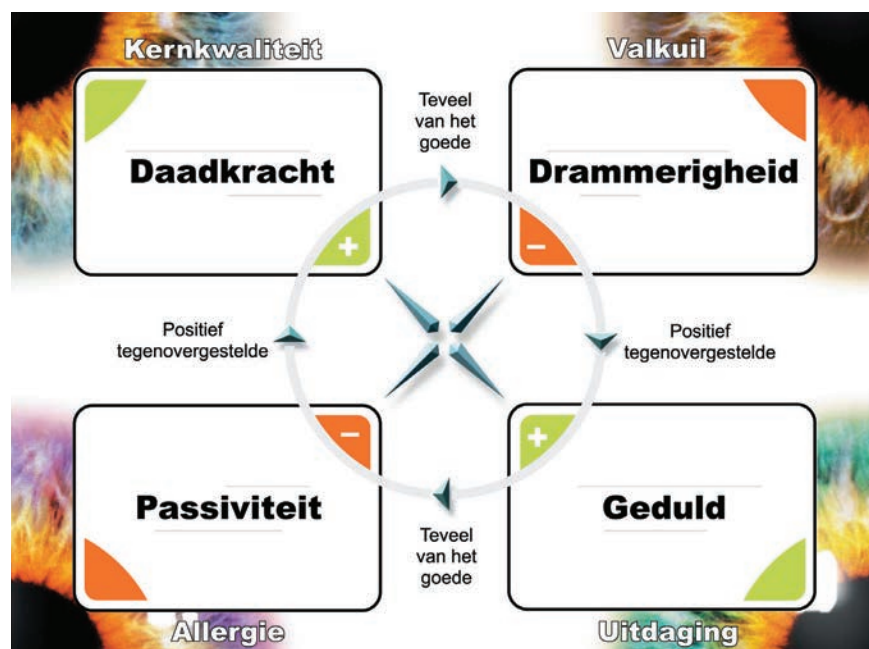 Kernkwaliteit
Valkuil
Teveel
van het
goede
Daadkracht
Drammerigheid
+
−
Positief
tegenovergestelde
Positief
tegenovergestelde
−
+
Passiviteit
Geduld
Teveel
van het
goede
Allergie
Uitdaging